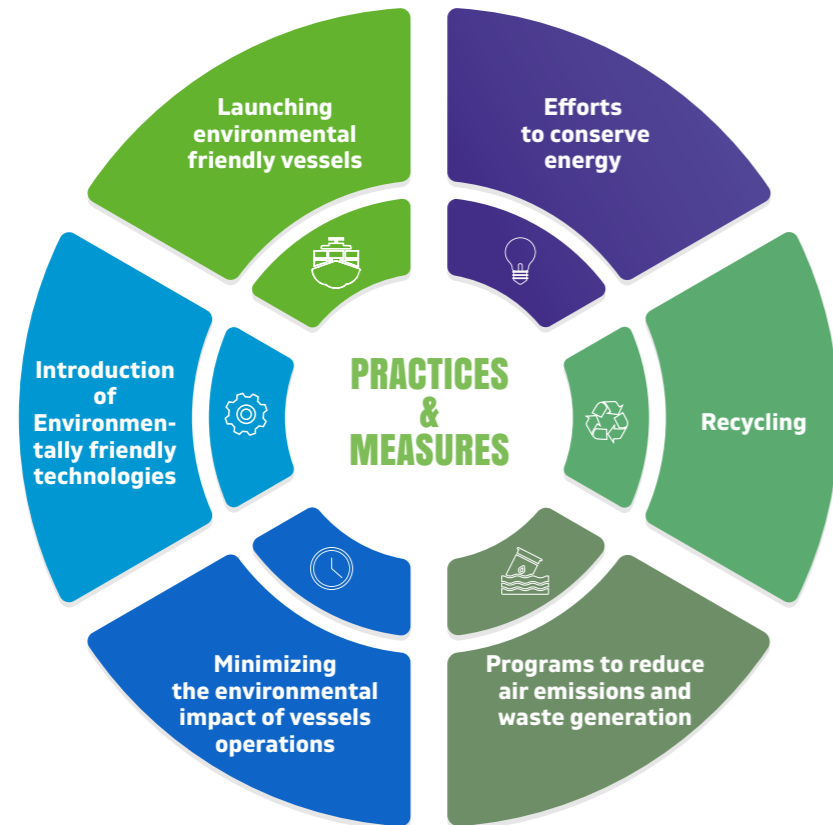 Launching
environmental
friendly vessels
Efforts
to conserve
energy
Introduction
of
Environmen-
tally friendly
technologies
PRACTICES
&
MEASURES
Recycling
Minimizing
the environmental
impact of vessels
operations
Programs to reduce
air emissions and
waste generation